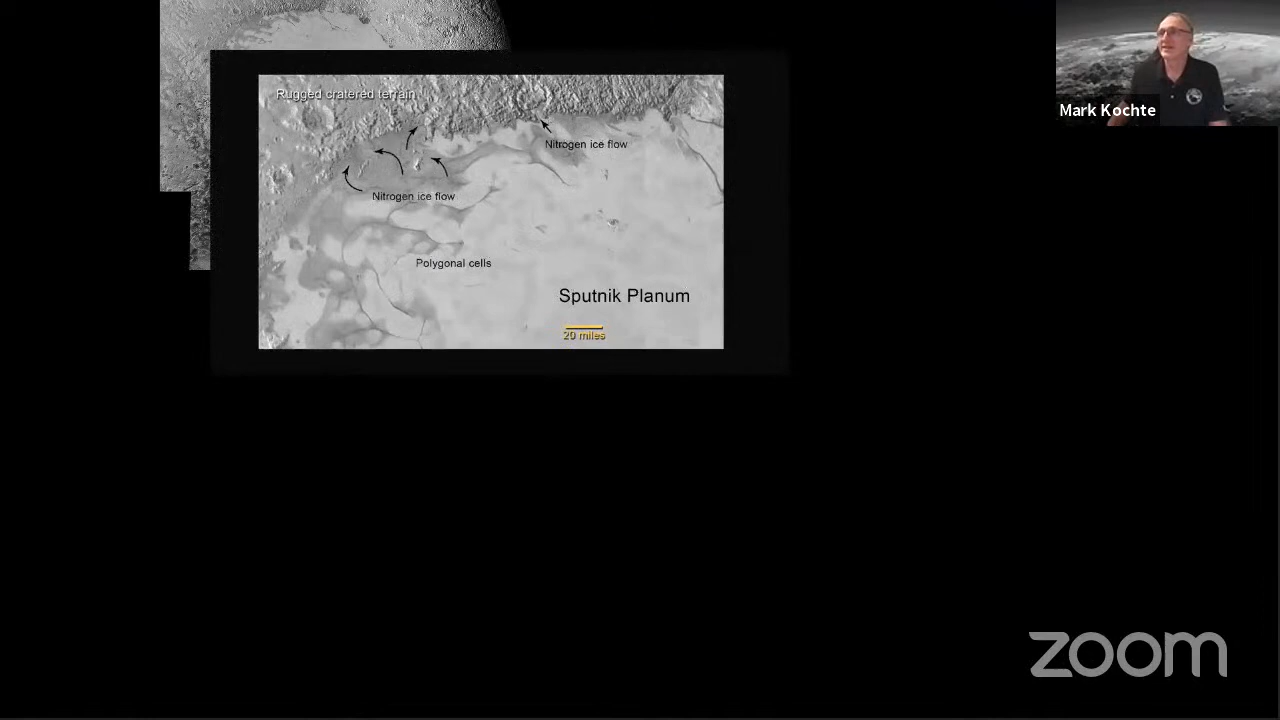 Rugged cratered terrain
Nitrogen ice flow
Nitrogen ice flow
Polygonal cells
Sputnik Planum
20 miles
Mark Kochte
zoom